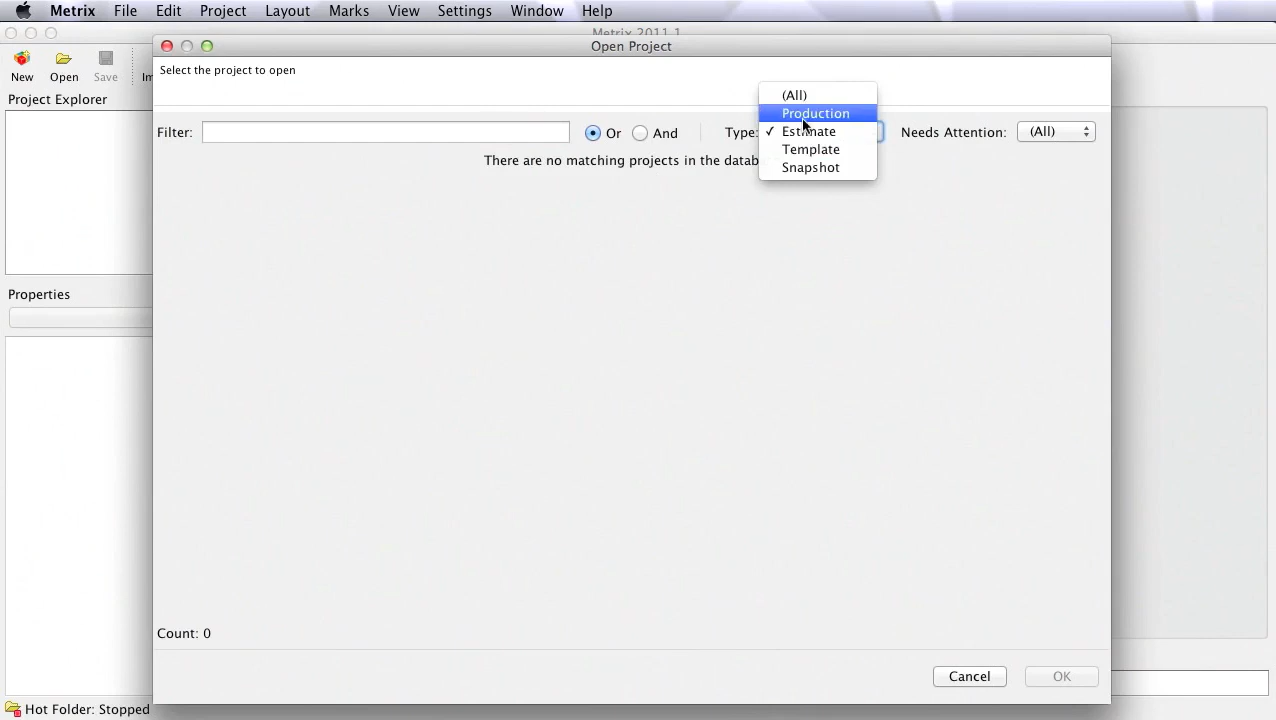 Metrix File Edit Project Layout Marks View Settings Window Help
Metrix 2011.1
Open Project
New Open Save
Select the project to open
Project Explorer
Filter: Or And Type: Needs Attention: (All)
(All)
Production
✓ Estimate
Template
Snapshot
There are no matching projects in the
Properties
Count: 0
Cancel OK
Hot Folder: Stopped